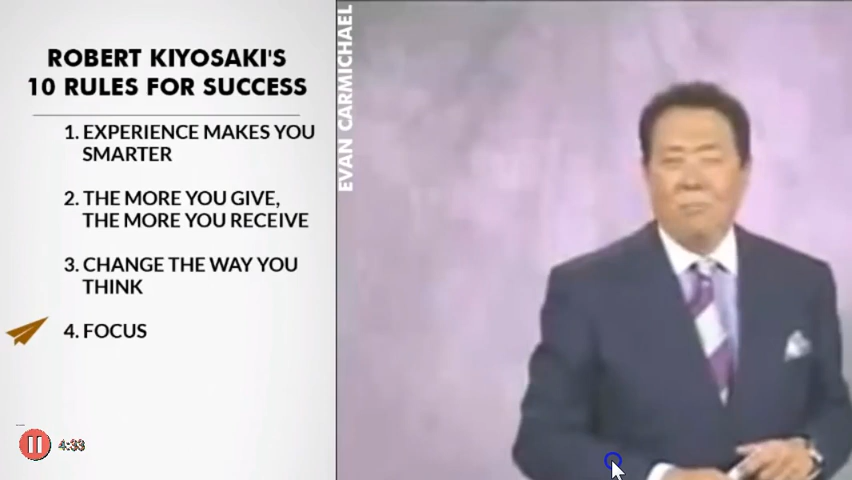 ROBERT KIYOSAKI'S
10 RULES FOR SUCCESS
1. EXPERIENCE MAKES YOU
SMARTER
2. THE MORE YOU GIVE,
THE MORE YOU RECEIVE
3. CHANGE THE WAY YOU
THINK
4. FOCUS
4:33
EVAN CARMICHAEL